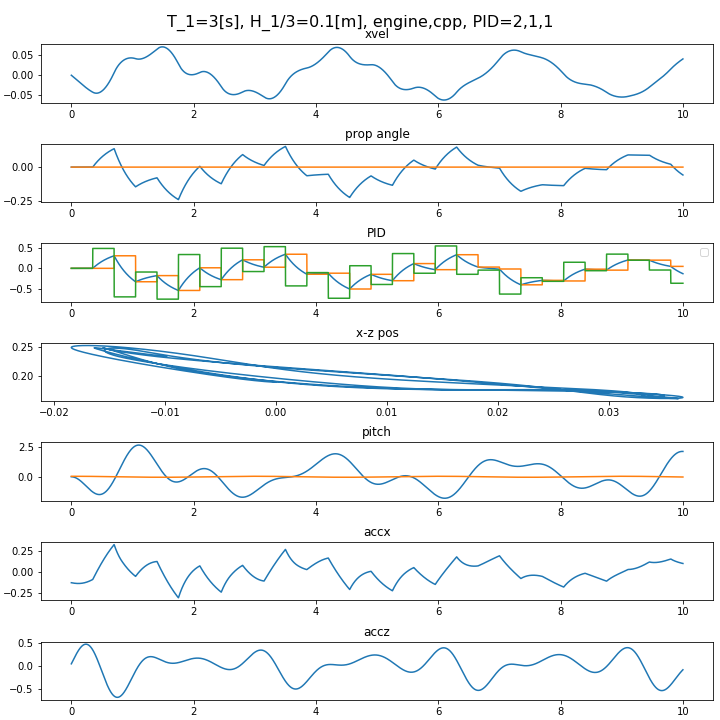 T_1=3[s], H_1/3=0.1[m], engine,cpp, PID=2,1,1
xvel
0.05
0.00
−0.05
0 2 4 6 8 10
prop angle
0.00
−0.25
0 2 4 6 8 10
PID
0.5
0.0
−0.5
0 2 4 6 8 10
x-z pos
0.25
0.20
−0.02 −0.01 0.00 0.01 0.02 0.03
pitch
2.5
0.0
0 2 4 6 8 10
accx
0.25
0.00
−0.25
0 2 4 6 8 10
accz
0.5
0.0
−0.5
0 2 4 6 8 10